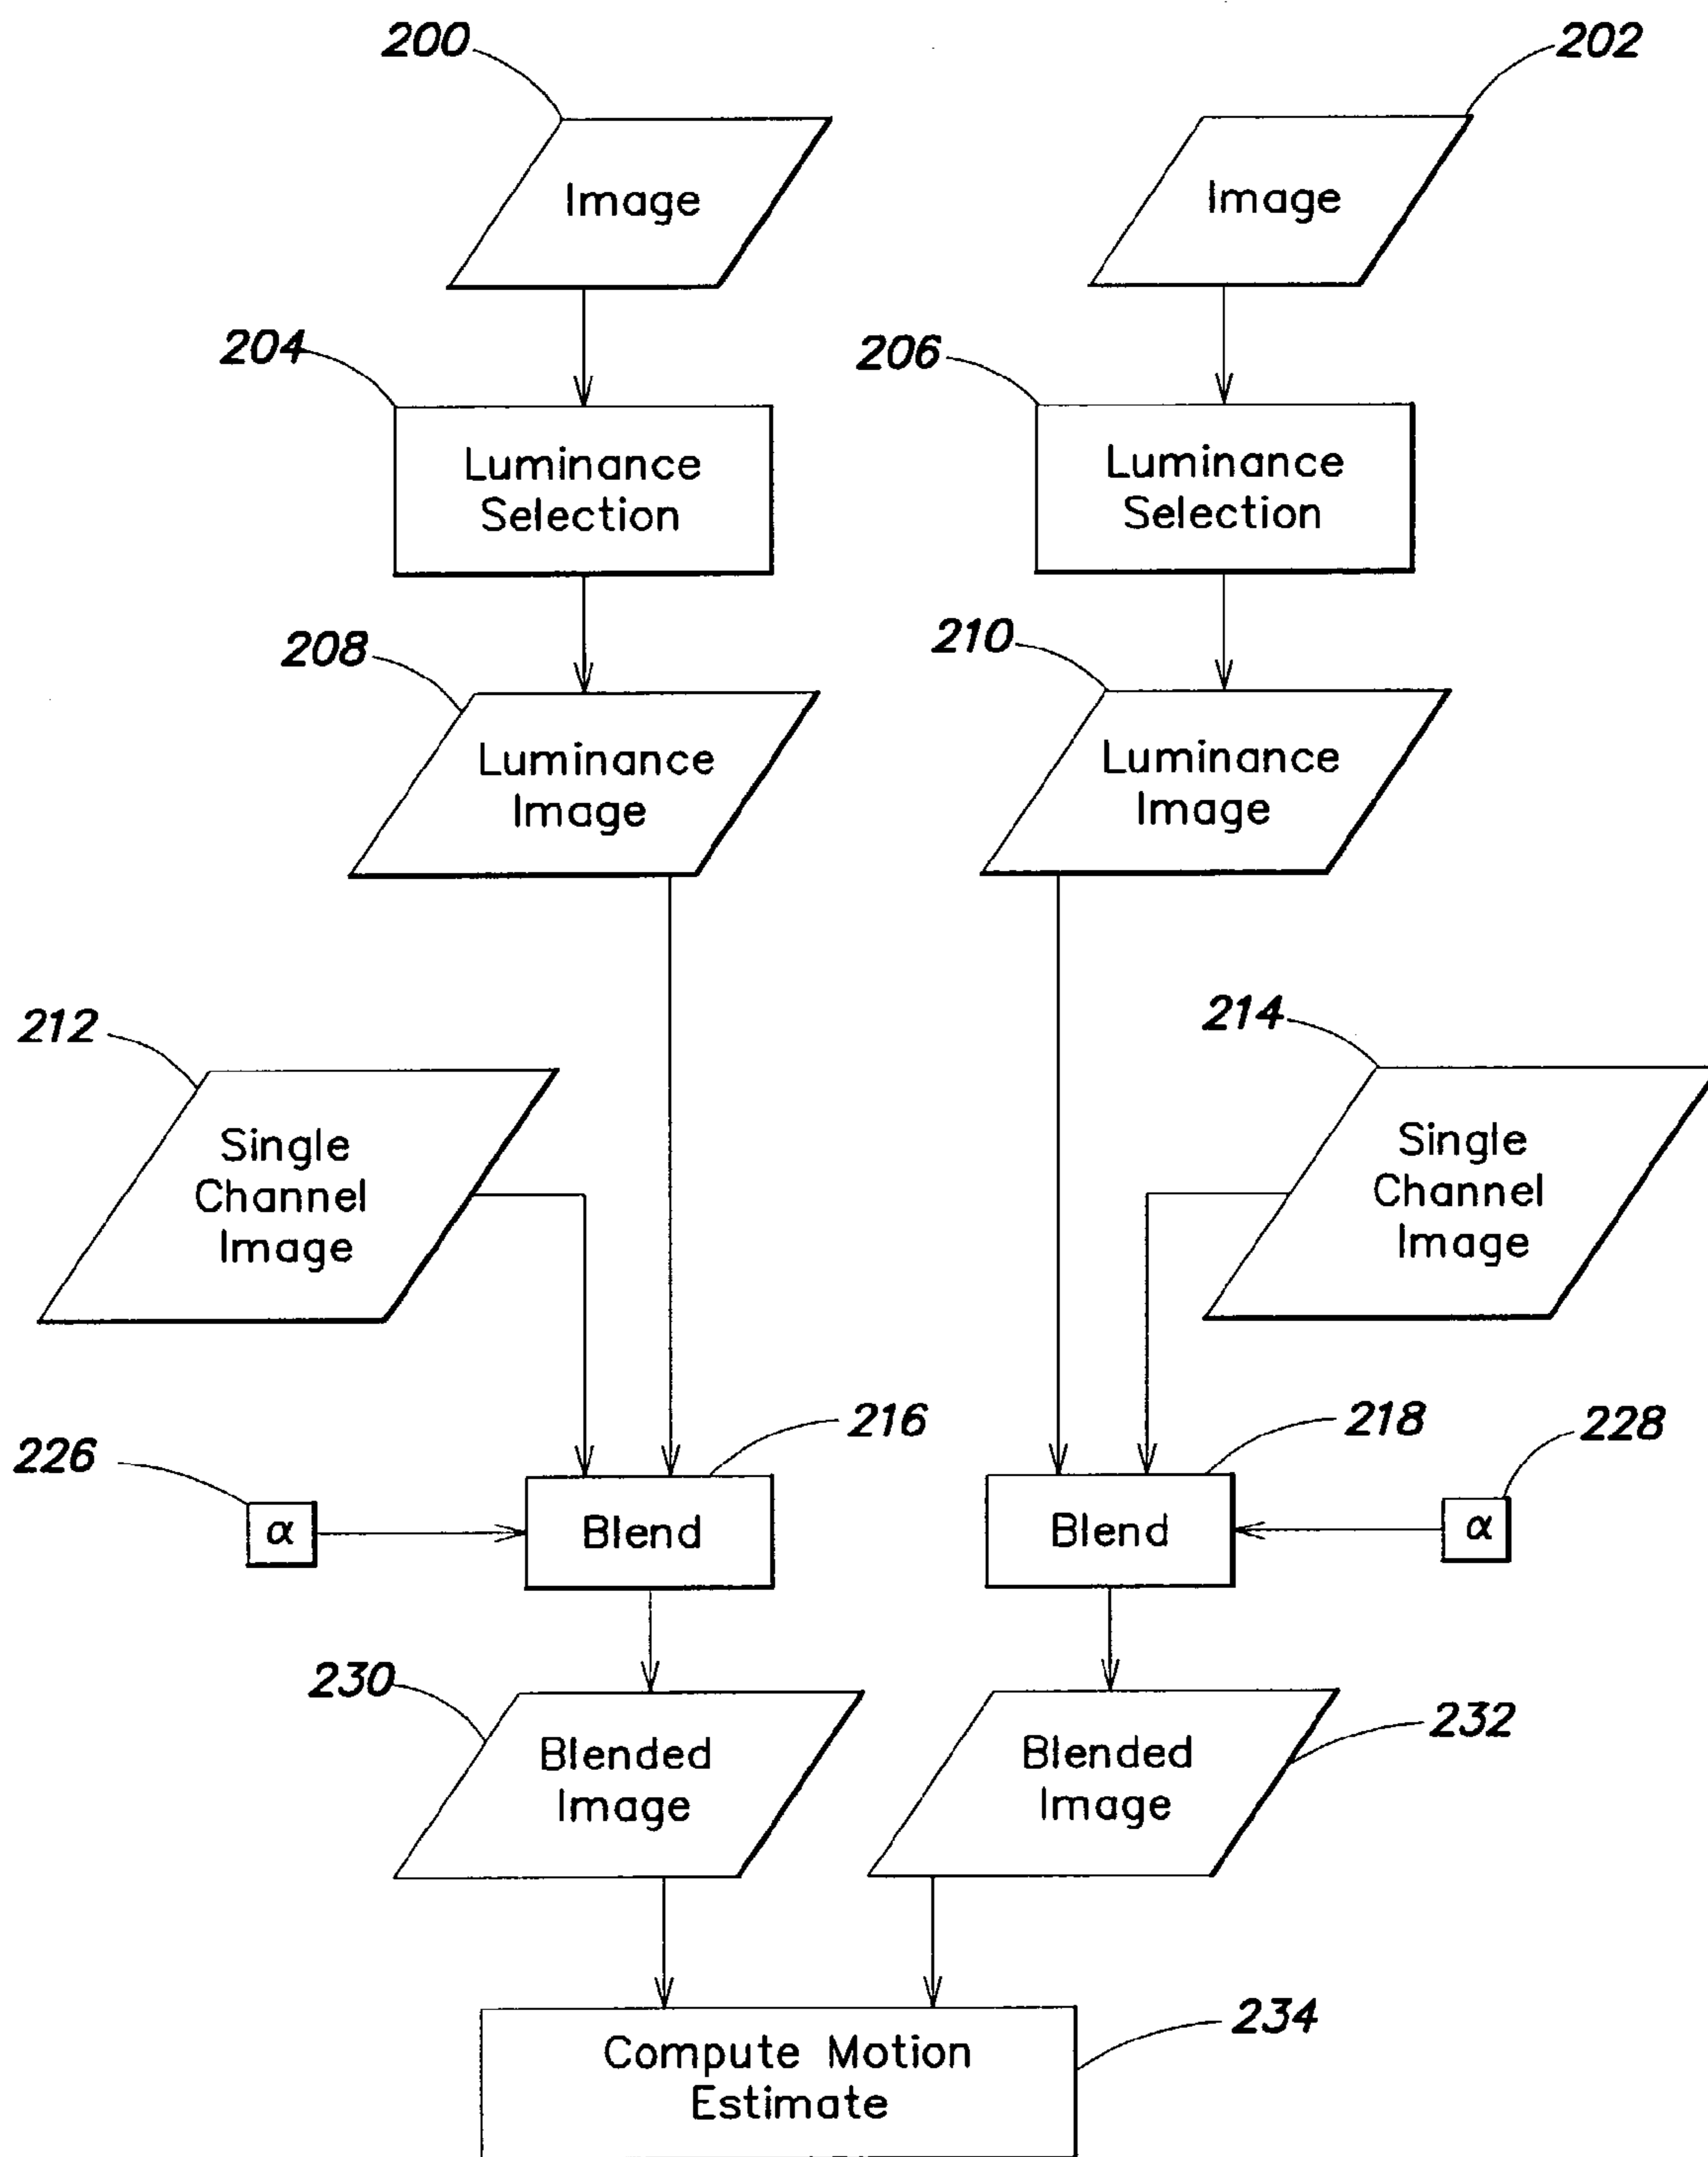 200
202
Image
Image
204
206
Luminance
Selection
Luminance
Selection
208
210
Luminance
Image
Luminance
Image
212
214
Single
Channel
Image
Single
Channel
Image
216
218
226
228
α
Blend
Blend
α
230
232
Blended
Image
Blended
Image
234
Compute Motion
Estimate